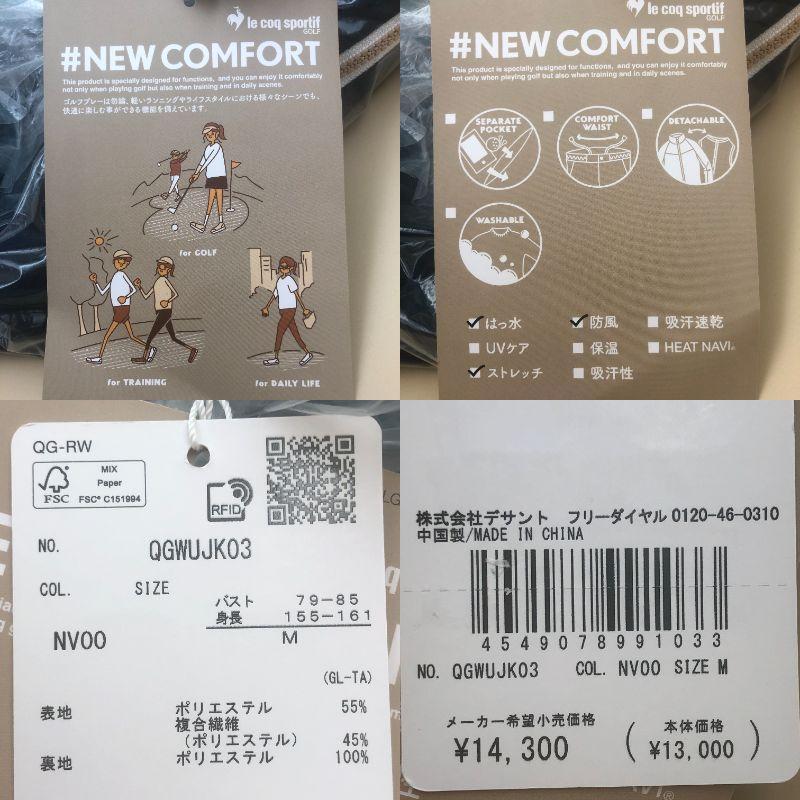 le coq sportif
GOLF
#NEW COMFORT
This product is specially designed for functions, and you can enjoy it comfortably
not only when playing golf but also when training and in daily scenes.
ゴルフプレーは勿論、軽いランニングやライフスタイルにおける様々なシーンでも、
快適に楽しむ事ができる機能を備えています。
for GOLF
for TRAINING
for DAILY LIFE
le coq sportif
GOLF
#NEW COMFORT
This product is specially designed for functions, and you can enjoy it comfortably
not only when playing golf but also when training and in daily scenes.
SEPARATE POCKET
COMFORT WAIST
DETACHABLE
WASHABLE
はっ水 防風 吸汗速乾
UVケア 保温 HEAT NAVI
ストレッチ 吸汗性
QG-RW
FSC
MIX
Paper
FSC® C151994
RFID
NO. QGWUJK03
COL. SIZE
バスト 79-85
身長 155-161
NV00 M
(GL-TA)
表地 ポリエステル 55%
複合繊維
(ポリエステル) 45%
裏地 ポリエステル 100%
株式会社デサント フリーダイヤル 0120-46-0310
中国製/MADE IN CHINA
4549078991033
NO. QGWUJK03 COL. NV00 SIZE M
メーカー希望小売価格 本体価格
¥14,300 (¥13,000)